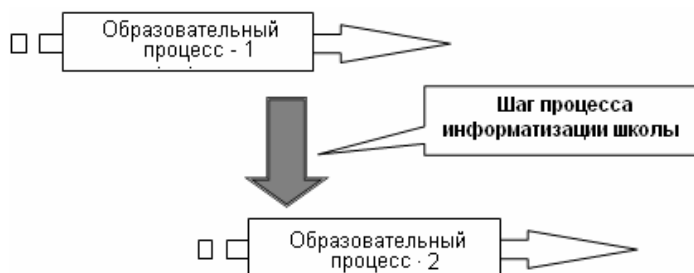 Образовательный
процесс - 1
Шаг процесса
информатизации школы
Образовательный
процесс - 2